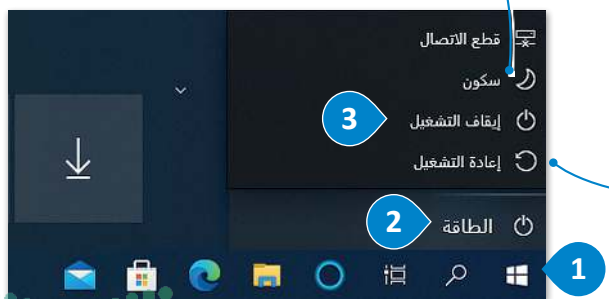 قطع الاتصال
سكون
إيقاف التشغيل
3
إعادة التشغيل
الطاقة
2
1